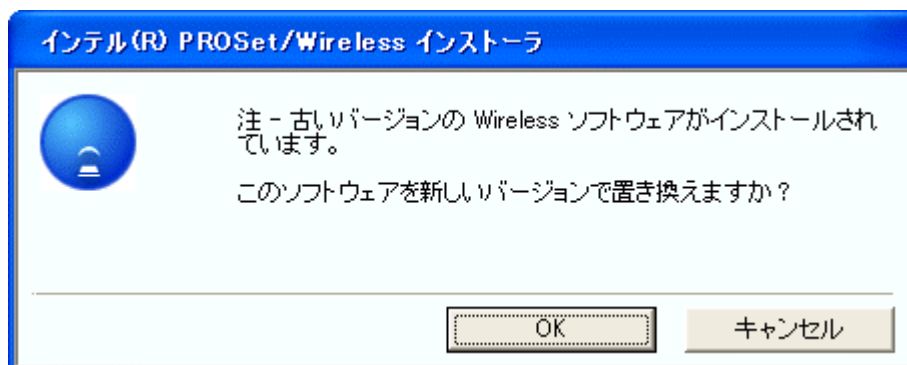 インテル(R) PROSet/Wireless インストーラ
注 - 古いバージョンの Wireless ソフトウェアがインストールされ
ています。
このソフトウェアを新しいバージョンで置き換えますか？
OK
キャンセル